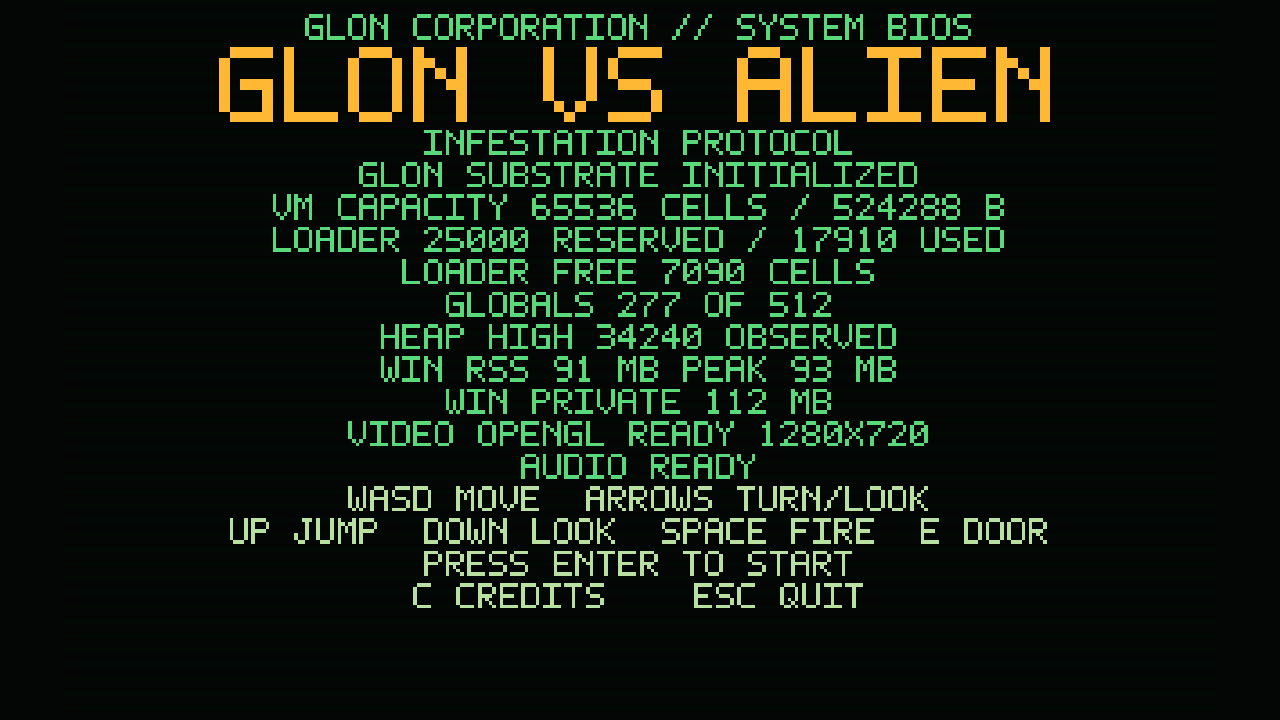 GLON CORPORATION // SYSTEM BIOS
GLON VS ALIEN
INFESTATION PROTOCOL
GLON SUBSTRATE INITIALIZED
VM CAPACITY 65536 CELLS / 524288 B
LOADER 25000 RESERVED / 17910 USED
LOADER FREE 7090 CELLS
GLOBALS 277 OF 512
HEAP HIGH 34240 OBSERVED
WIN RSS 91 MB PEAK 93 MB
WIN PRIVATE 112 MB
VIDEO OPENGL READY 1280X720
AUDIO READY
WASD MOVE  ARROWS TURN/LOOK
UP JUMP  DOWN LOOK  SPACE FIRE  E DOOR
PRESS ENTER TO START
C CREDITS    ESC QUIT